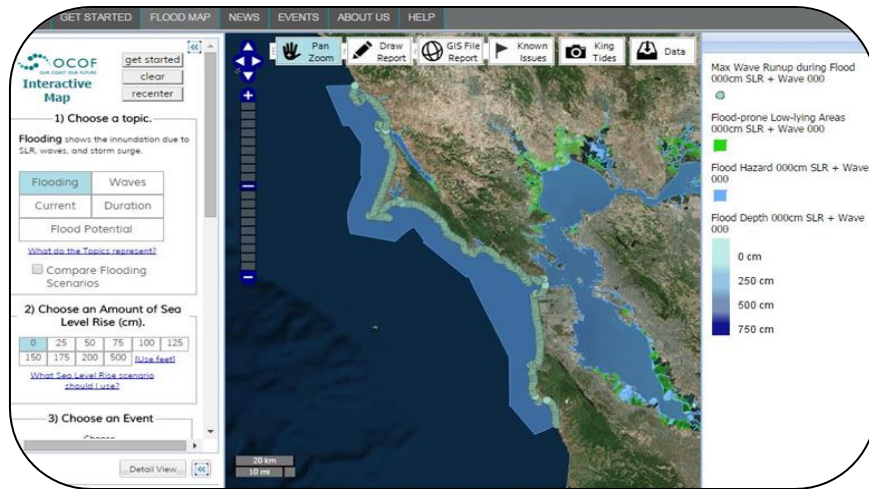 GET STARTED FLOOD MAP NEWS EVENTS ABOUT US HELP
OCOF
OUR COAST OUR FUTURE
Interactive
Map
get started
clear
recenter
1) Choose a topic.
Flooding shows the innundation due to
SLR, waves, and storm surge.
Flooding Waves
Current Duration
Flood Potential
What do the Topics represent?
Compare Flooding
Scenarios
2) Choose an Amount of Sea
Level Rise (cm).
0 25 50 75 100 125
150 175 200 500 [Use feet]
What Sea Level Rise scenario
should I use?
3) Choose an Event
Detail View...
Pan
Zoom
Draw
Report
GIS File
Report
Known
Issues
King
Tides
Data
20 km
10 mi
Max Wave Runup during Flood
000cm SLR + Wave 000
Flood-prone Low-lying Areas
000cm SLR + Wave 000
Flood Hazard 000cm SLR + Wave
000
Flood Depth 000cm SLR + Wave
000
0 cm
250 cm
500 cm
750 cm